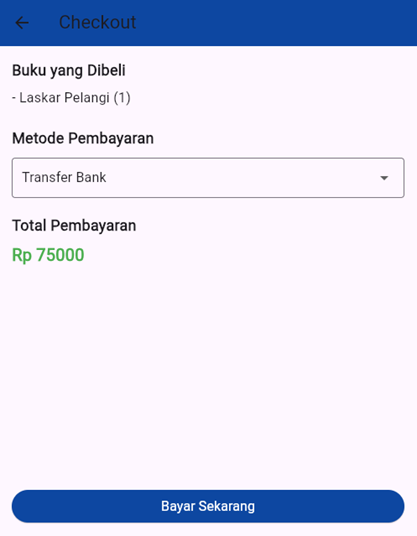 Checkout
Buku yang Dibeli
- Laskar Pelangi (1)
Metode Pembayaran
Transfer Bank
Total Pembayaran
Rp 75000
Bayar Sekarang